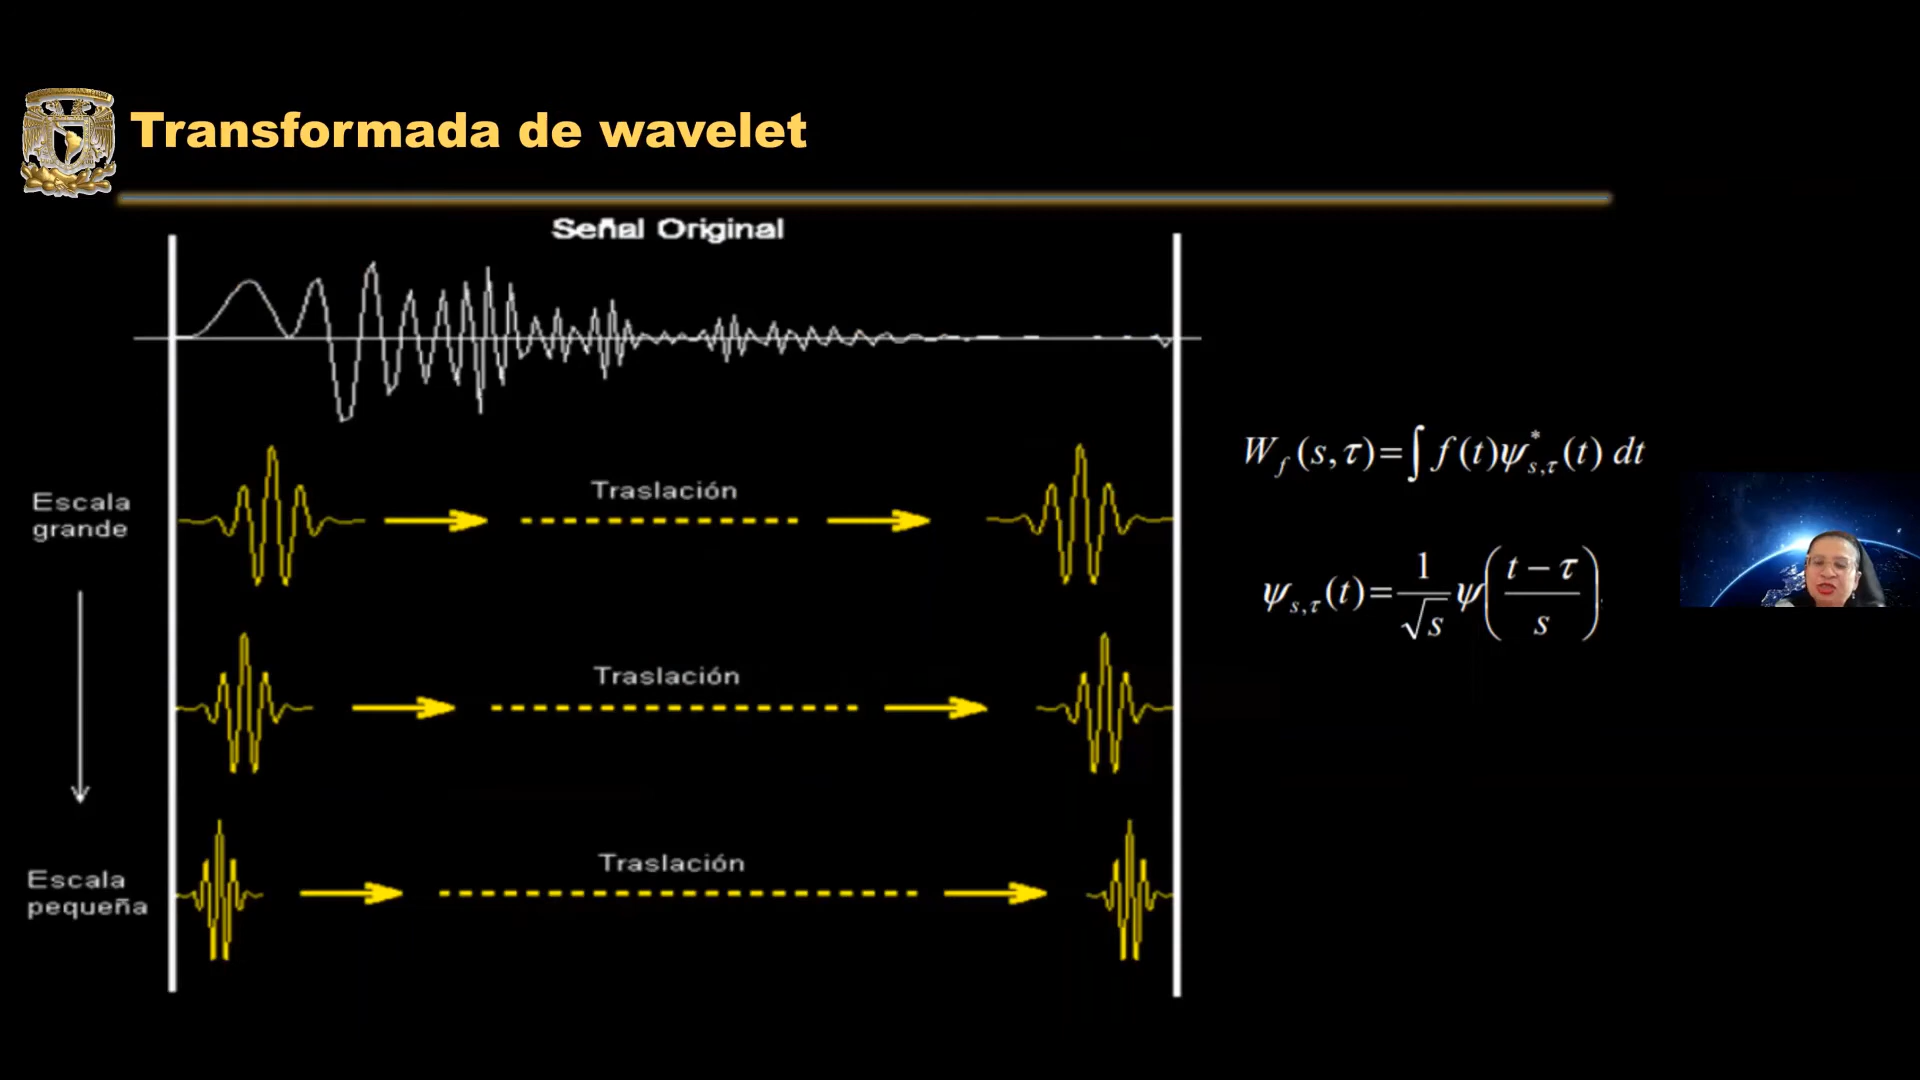 Transformada de wavelet
Señal Original
Escala
grande
Traslación
Traslación
Escala
pequeña
Traslación
W_f (s,τ)=∫ f(t)ψ*_{s,τ}(t) dt
ψ_{s,τ}(t)=1/√s ψ((t−τ)/s)